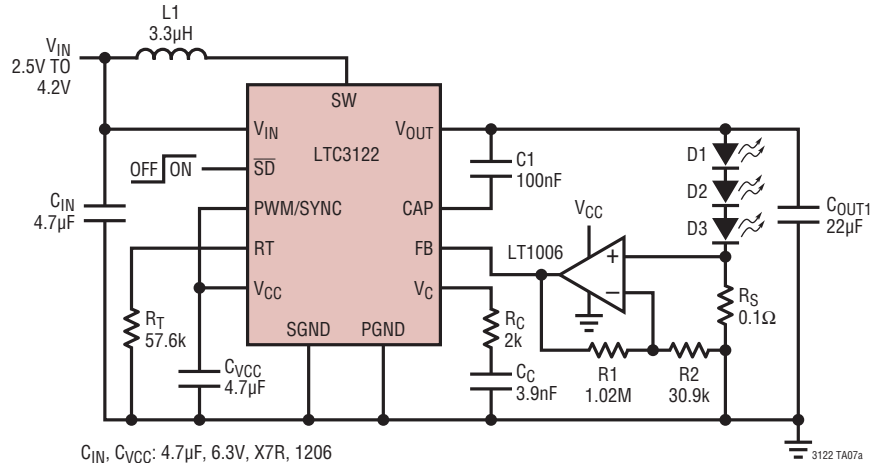 L1
3.3µH
VIN
2.5V TO
4.2V
SW
VIN
VOUT
LTC3122
OFF ON
SD
C1
100nF
D1
D2
D3
CIN
4.7µF
PWM/SYNC
CAP
VCC
COUT1
22µF
RT
FB
LT1006
+
–
VCC
VC
RT
57.6k
SGND
PGND
RC
2k
RS
0.1Ω
CVCC
4.7µF
CC
3.9nF
R1
1.02M
R2
30.9k
CIN, CVCC: 4.7µF, 6.3V, X7R, 1206
3122 TA07a